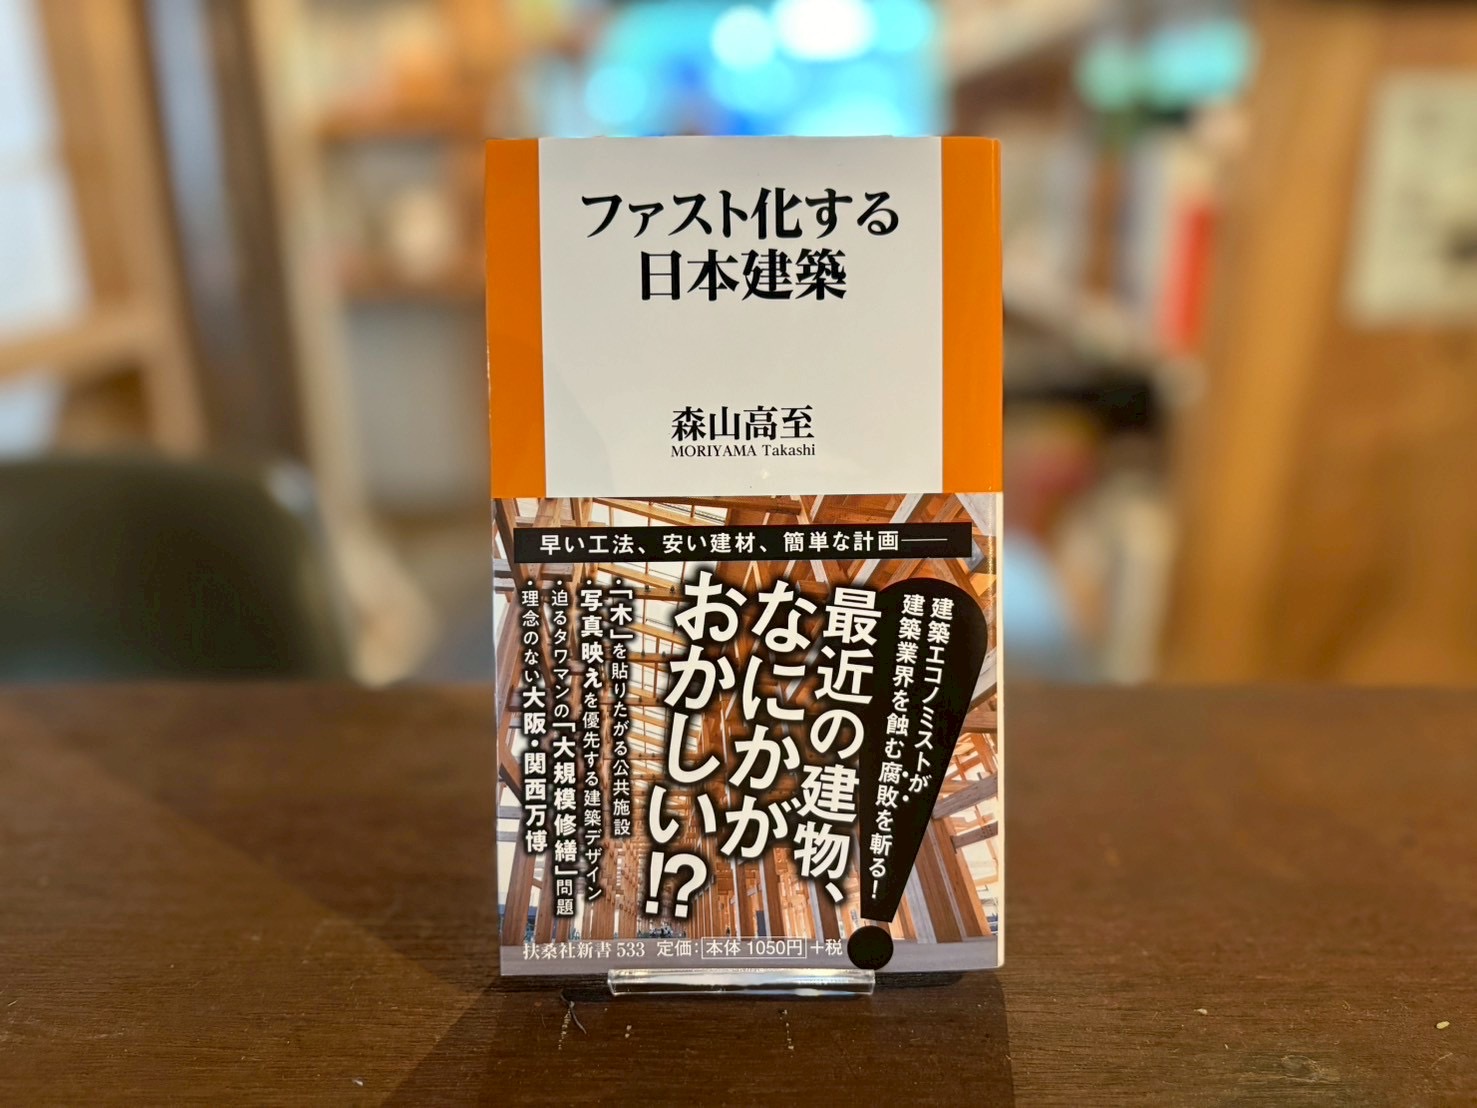 ファスト化する
日本建築
森山高至
MORIYAMA Takashi
早い工法、安い建材、簡単な計画――
建築エコノミストが
建築業界を蝕む腐敗を斬る!
最近の建物、
なにかが
おかしい!?
・「木」を貼りたがる公共施設
・写真映えを優先する建築デザイン
・迫るタワマンの「大規模修繕」問題
・理念のない大阪・関西万博
扶桑社新書 533 定価：本体 1050円+税